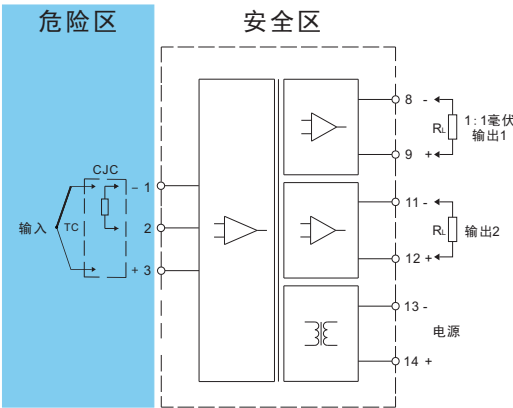 危险区
安全区
CJC
输入
TC
- 1
2
+ 3
8 -
9 +
RL
1:1毫伏
输出1
11 -
12 +
RL
输出2
13 -
电源
14 +